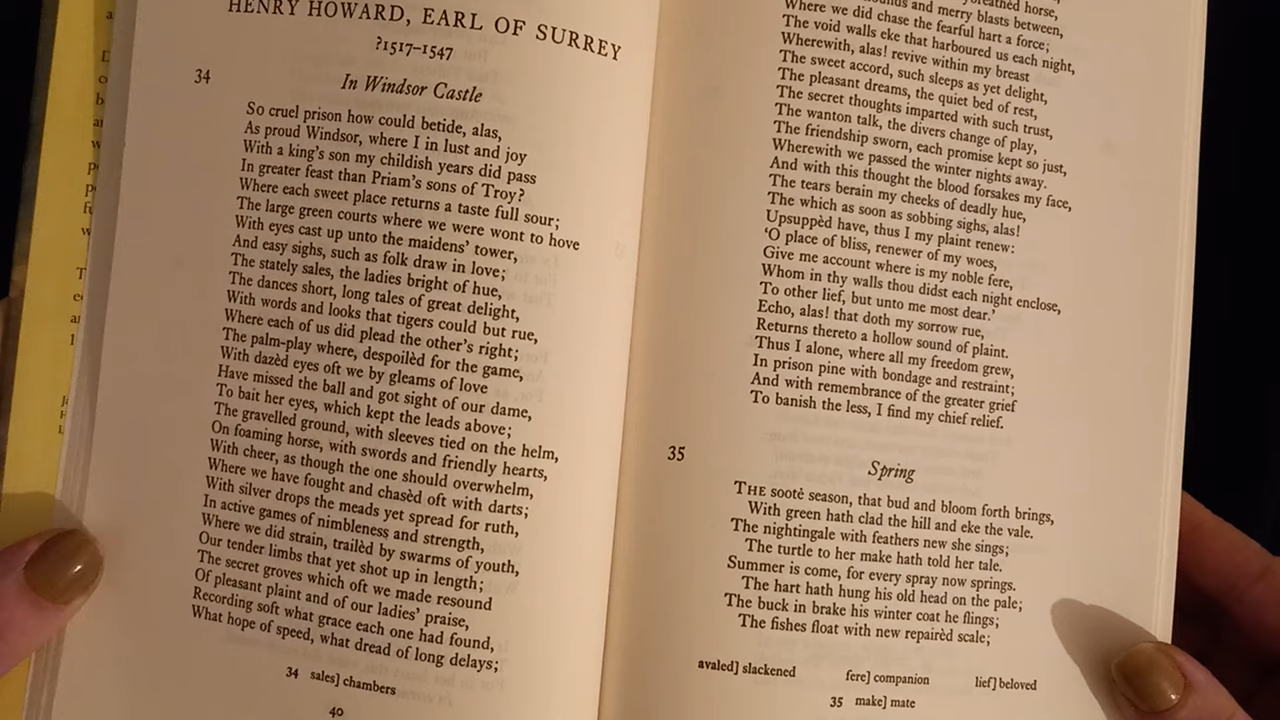 HENRY HOWARD, EARL OF SURREY
?1517–1547
34
In Windsor Castle
So cruel prison how could betide, alas,
As proud Windsor, where I in lust and joy
With a king's son my childish years did pass
In greater feast than Priam's sons of Troy?
Where each sweet place returns a taste full sour;
The large green courts where we were wont to hove
With eyes cast up unto the maidens' tower,
And easy sighs, such as folk draw in love;
The stately sales, the ladies bright of hue,
The dances short, long tales of great delight,
With words and looks that tigers could but rue,
Where each of us did plead the other's right;
The palm-play where, despoilèd for the game,
With dazèd eyes oft we by gleams of love
Have missed the ball and got sight of our dame,
To bait her eyes, which kept the leads above;
The gravelled ground, with sleeves tied on the helm,
On foaming horse, with swords and friendly hearts,
With cheer, as though the one should overwhelm,
Where we have fought and chasèd oft with darts;
With silver drops the meads yet spread for ruth,
In active games of nimbleness and strength,
Where we did strain, trailèd by swarms of youth,
Our tender limbs that yet shot up in length;
The secret groves which oft we made resound
Of pleasant plaint and of our ladies' praise,
Recording soft what grace each one had found,
What hope of speed, what dread of long delays;
34 sales] chambers
40
horse,
and merry blasts between,
Where we did chase the fearful hart a force;
The void walls eke that harboured us each night,
Wherewith, alas! revive within my breast
The sweet accord, such sleeps as yet delight,
The pleasant dreams, the quiet bed of rest,
The secret thoughts imparted with such trust,
The wanton talk, the divers change of play,
The friendship sworn, each promise kept so just,
Wherewith we passed the winter nights away.
And with this thought the blood forsakes my face,
The tears berain my cheeks of deadly hue,
The which as soon as sobbing sighs, alas!
Upsuppèd have, thus I my plaint renew:
'O place of bliss, renewer of my woes,
Give me account where is my noble fere,
Whom in thy walls thou didst each night enclose,
To other lief, but unto me most dear.'
Echo, alas! that doth my sorrow rue,
Returns thereto a hollow sound of plaint.
Thus I alone, where all my freedom grew,
In prison pine with bondage and restraint;
And with remembrance of the greater grief
To banish the less, I find my chief relief.
35
Spring
THE sootè season, that bud and bloom forth brings,
With green hath clad the hill and eke the vale.
The nightingale with feathers new she sings;
The turtle to her make hath told her tale.
Summer is come, for every spray now springs.
The hart hath hung his old head on the pale;
The buck in brake his winter coat he flings;
The fishes float with new repairèd scale;
avaled] slackened fere] companion lief] beloved
35 make] mate